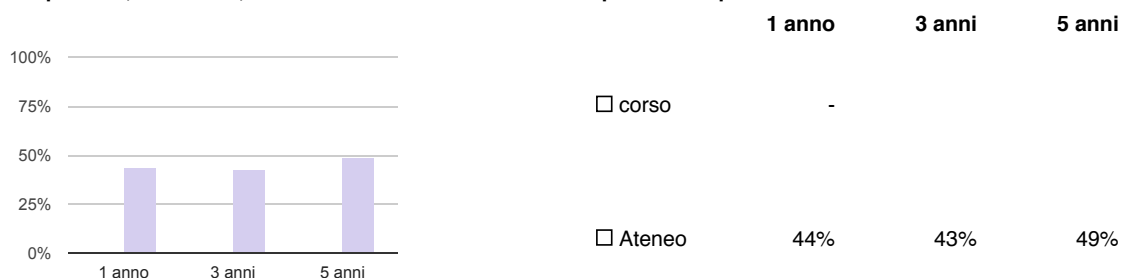 1 anno 3 anni 5 anni
100%
75%
50%
25%
0%
1 anno 3 anni 5 anni
☐ corso -
☐ Ateneo 44% 43% 49%